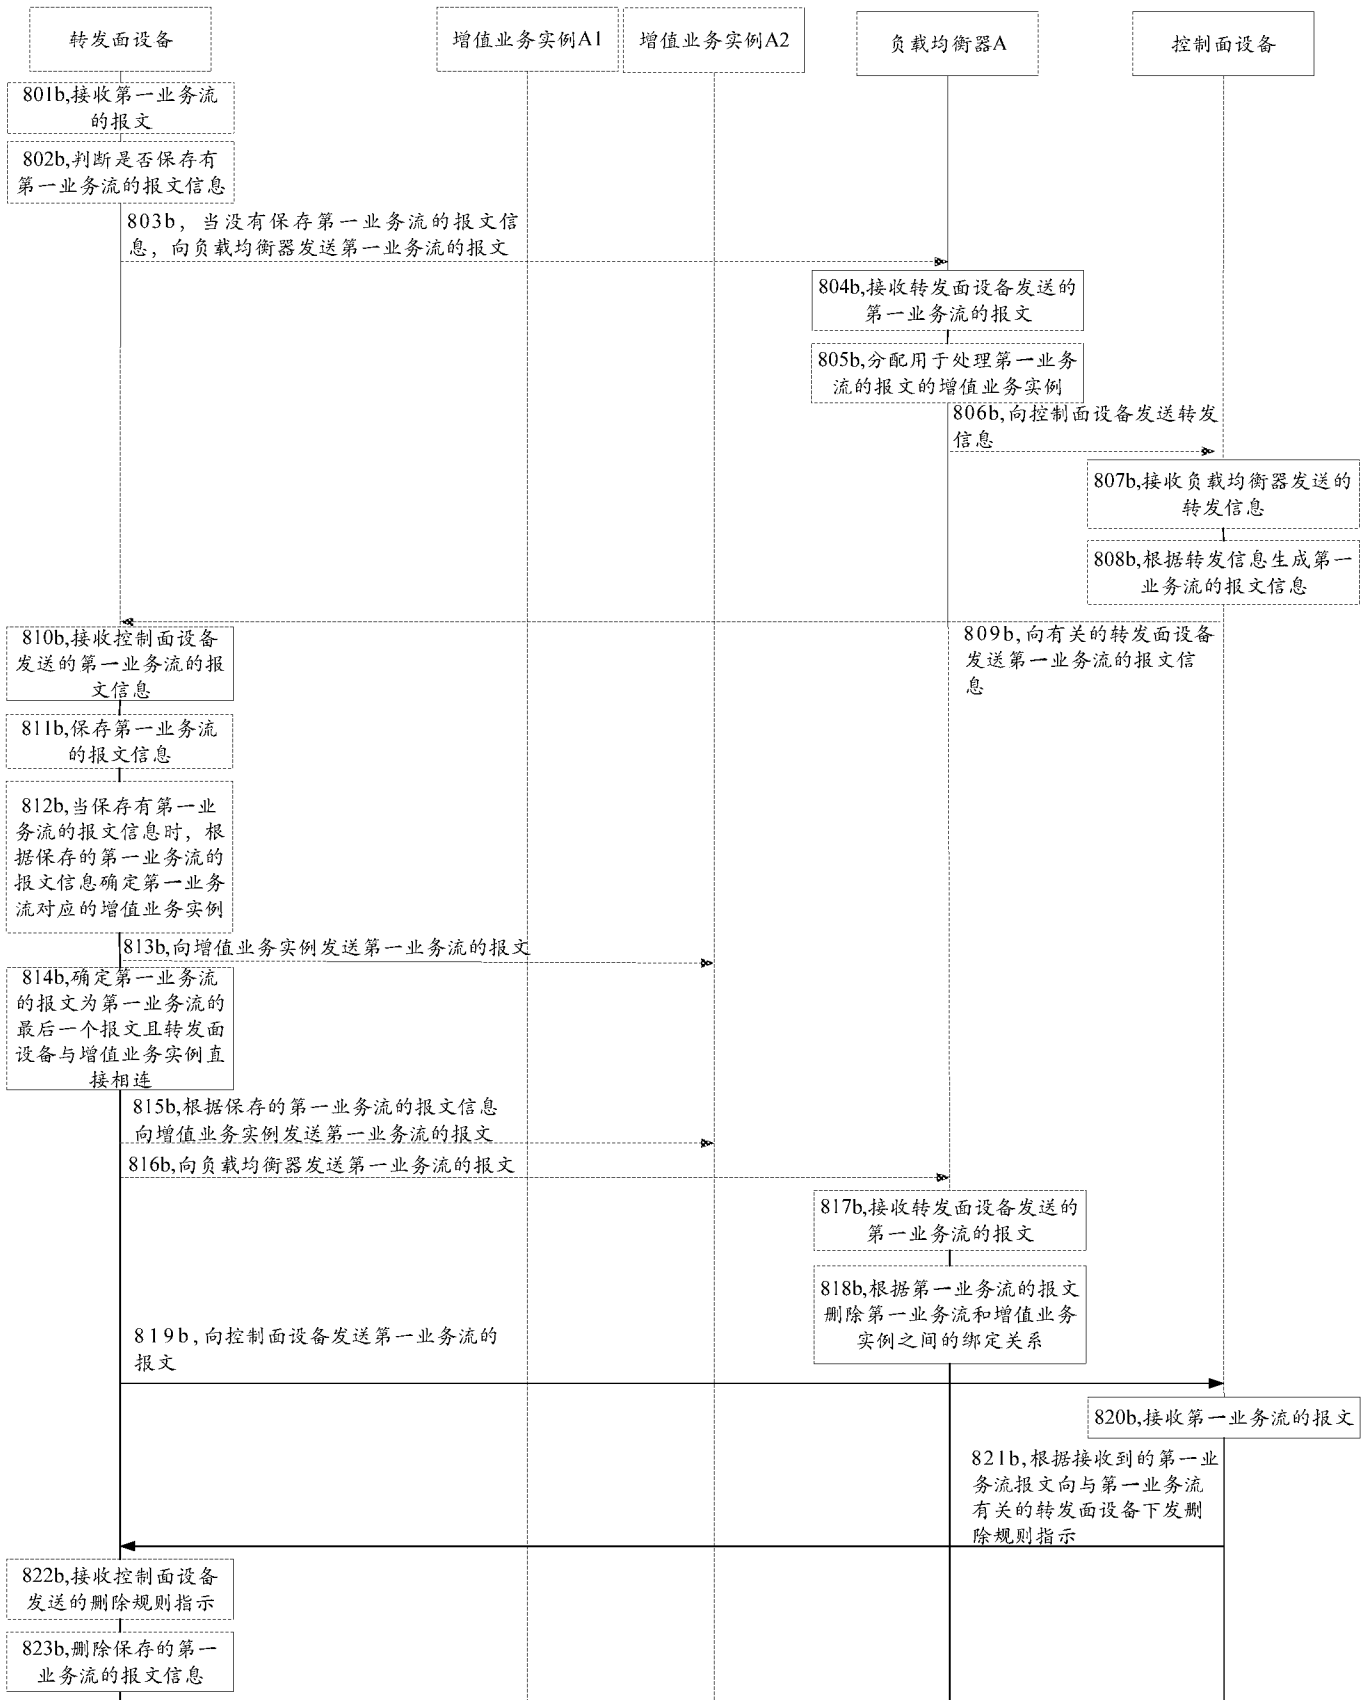 转发面设备
增值业务实例A1
增值业务实例A2
负载均衡器A
控制面设备
801b,接收第一业务流
的报文
802b,判断是否保存有
第一业务流的报文信息
803b，当没有保存第一业务流的报文信
息，向负载均衡器发送第一业务流的报文
804b,接收转发面设备发送的
第一业务流的报文
805b,分配用于处理第一业务
流的报文的增值业务实例
806b,向控制面设备发送转发
信息
807b,接收负载均衡器发送的
转发信息
808b,根据转发信息生成第一
业务流的报文信息
809b,向有关的转发面设备
发送第一业务流的报文信
息
810b,接收控制面设备
发送的第一业务流的报
文信息
811b,保存第一业务流
的报文信息
812b,当保存有第一业
务流的报文信息时，根
据保存的第一业务流的
报文信息确定第一业务
流对应的增值业务实例
813b,向增值业务实例发送第一业务流的报文
814b,确定第一业务流
的报文为第一业务流的
最后一个报文且转发面
设备与增值业务实例直
接相连
815b,根据保存的第一业务流的报文信息
向增值业务实例发送第一业务流的报文
816b,向负载均衡器发送第一业务流的报文
817b,接收转发面设备发送的
第一业务流的报文
818b,根据第一业务流的报文
删除第一业务流和增值业务
实例之间的绑定关系
819b,向控制面设备发送第一业务流的
报文
820b,接收第一业务流的报文
821b,根据接收到的第一业
务流报文向与第一业务流
有关的转发面设备下发删
除规则指示
822b,接收控制面设备
发送的删除规则指示
823b,删除保存的第一
业务流的报文信息